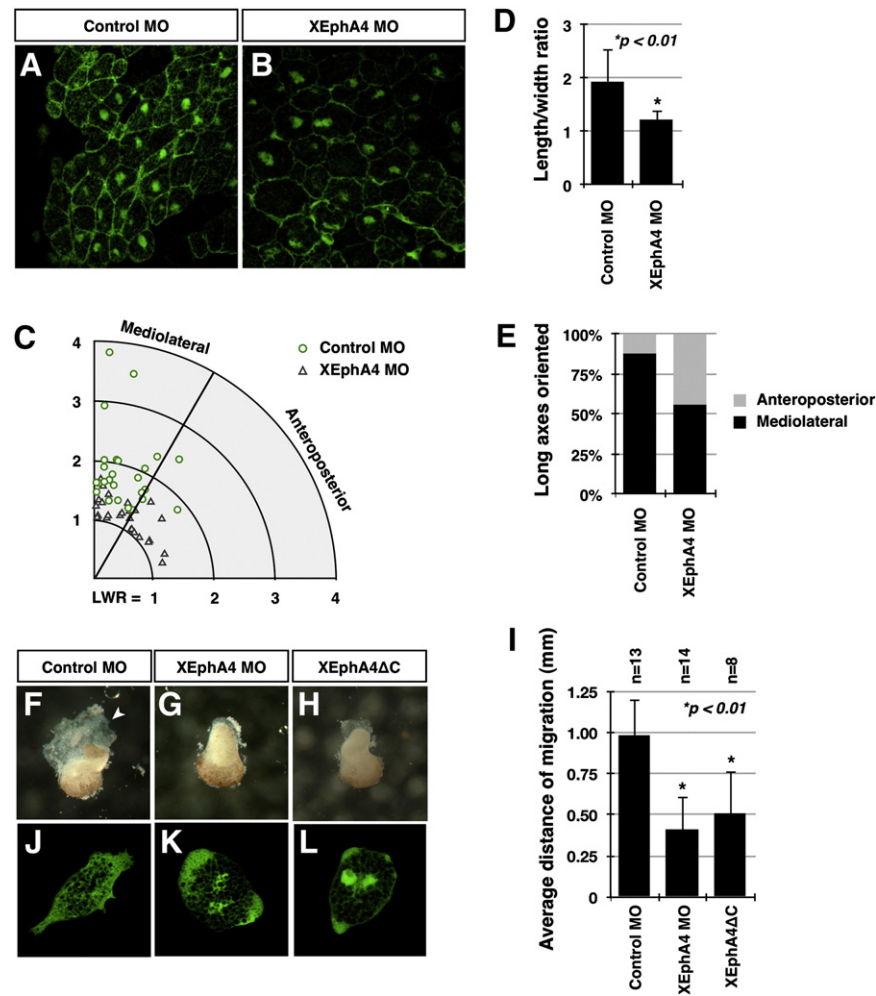 Control MO
XEphA4 MO
A
B
D
Length/width ratio
3
2
1
0
*p < 0.01
*
Control MO
XEphA4 MO
C
4
3
2
1
Mediolateral
Anteroposterior
Control MO
XEphA4 MO
LWR = 1
2
3
4
E
Long axes oriented
100%
75%
50%
25%
0%
Anteroposterior
Mediolateral
Control MO
XEphA4 MO
Control MO
XEphA4 MO
XEphA4ΔC
F
G
H
J
K
L
I
Average distance of migration (mm)
n=13
n=14
n=8
1.25
1.00
0.75
0.50
0.25
0
*p < 0.01
*
*
Control MO
XEphA4 MO
XEphA4ΔC